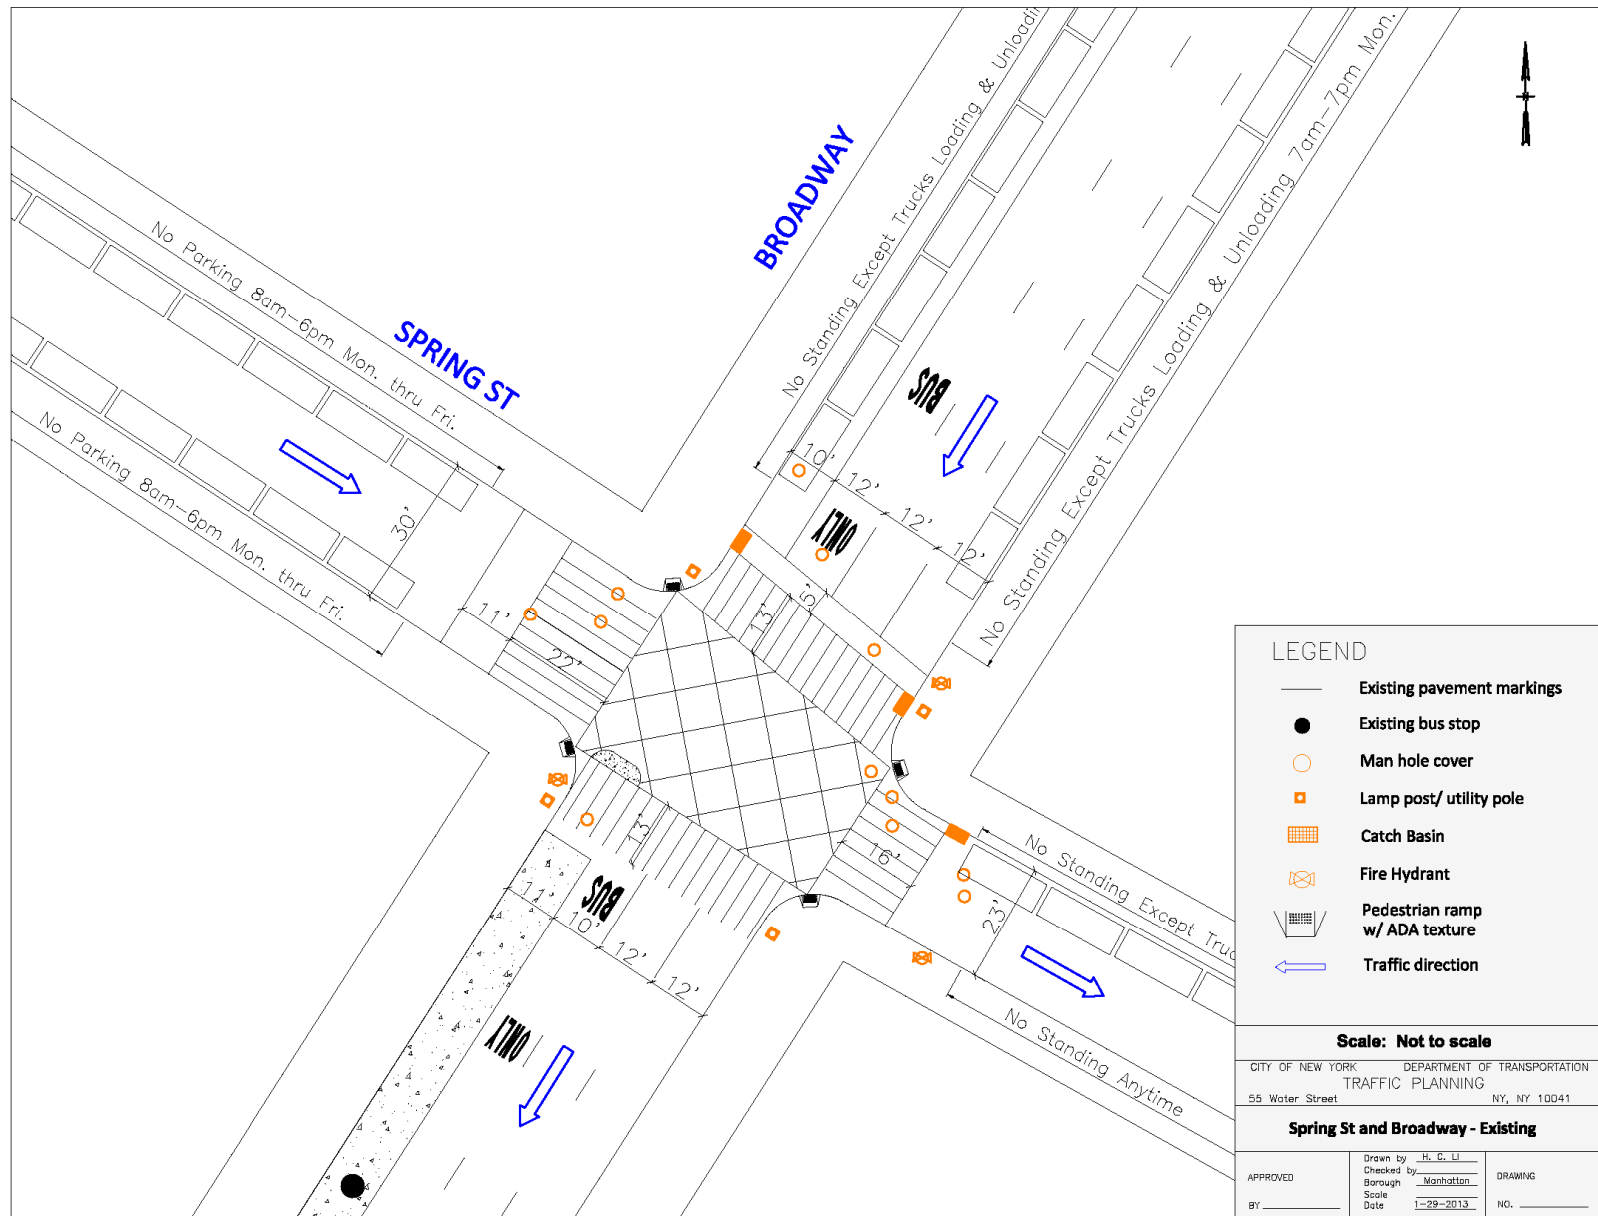 No Standing Except Trucks Loading & Unloading
No Standing Except Trucks Loading & Unloading 7am-7pm Mon.
BROADWAY
SPRING ST
No Parking 8am-6pm Mon. thru Fri.
No Parking 8am-6pm Mon. thru Fri.
30'
BUS
ONLY
10'
12'
12'
12'
11'
22'
13'
5'
13'
16'
23'
No Standing Except Truc
No Standing Anytime
BUS
ONLY
11'
10'
12'
12'
LEGEND
Existing pavement markings
Existing bus stop
Man hole cover
Lamp post/ utility pole
Catch Basin
Fire Hydrant
Pedestrian ramp
w/ ADA texture
Traffic direction
Scale: Not to scale
CITY OF NEW YORK DEPARTMENT OF TRANSPORTATION
TRAFFIC PLANNING
55 Water Street NY, NY 10041
Spring St and Broadway - Existing
APPROVED
BY
Drawn by H. C. LI
Checked by
Borough Manhattan
Scale
Date 1-29-2013
DRAWING
NO.